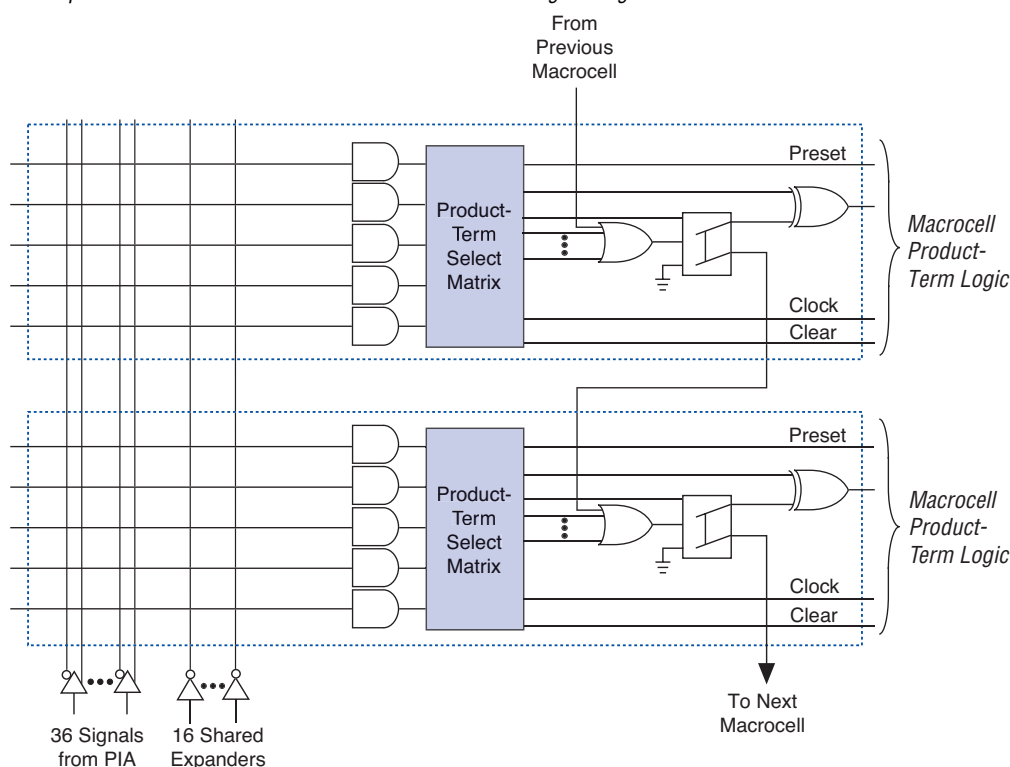 From
Previous
Macrocell
Preset
Product-
Term
Select
Matrix
Macrocell
Product-
Term Logic
Clock
Clear
Preset
Product-
Term
Select
Matrix
Macrocell
Product-
Term Logic
Clock
Clear
To Next
Macrocell
36 Signals
from PIA
16 Shared
Expanders